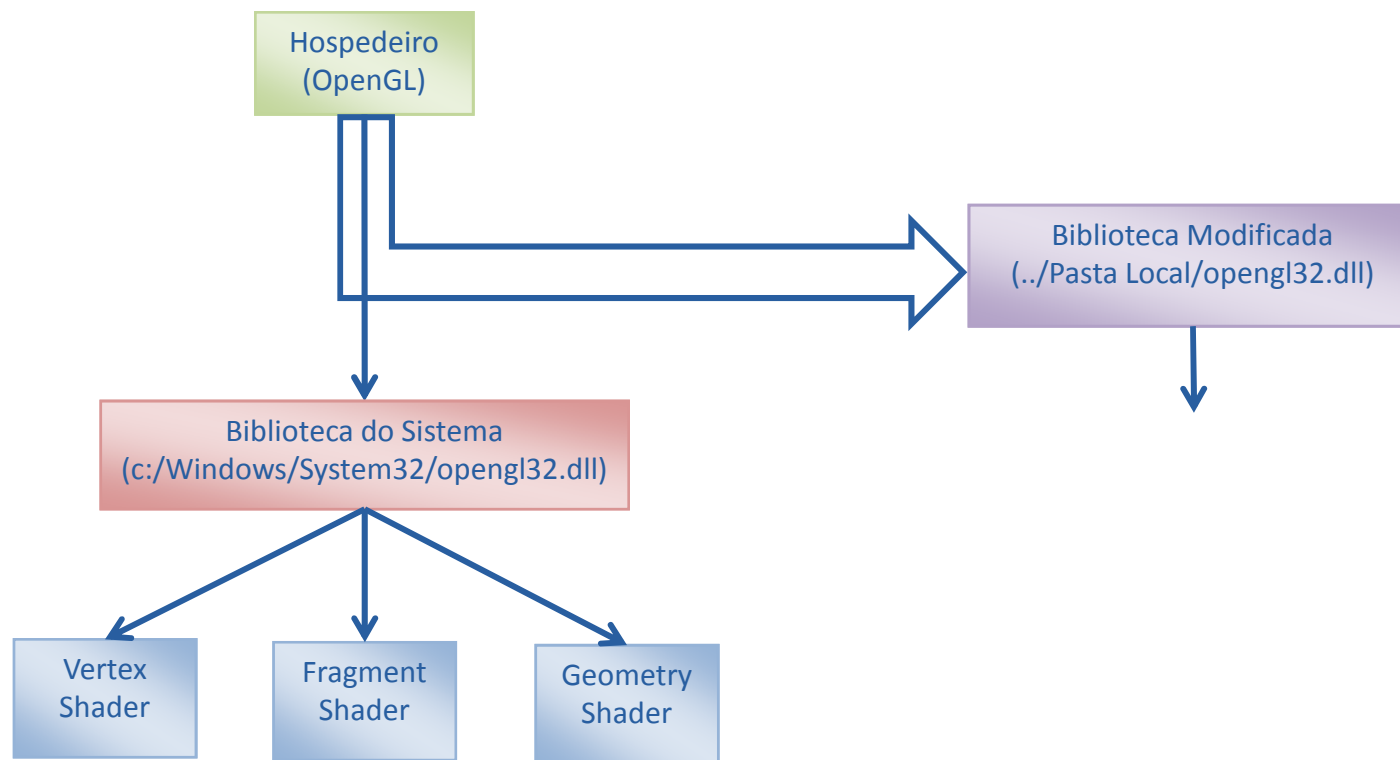 Hospedeiro
(OpenGL)
Biblioteca Modificada
(../Pasta Local/opengl32.dll)
Biblioteca do Sistema
(c:/Windows/System32/opengl32.dll)
Vertex
Shader
Fragment
Shader
Geometry
Shader